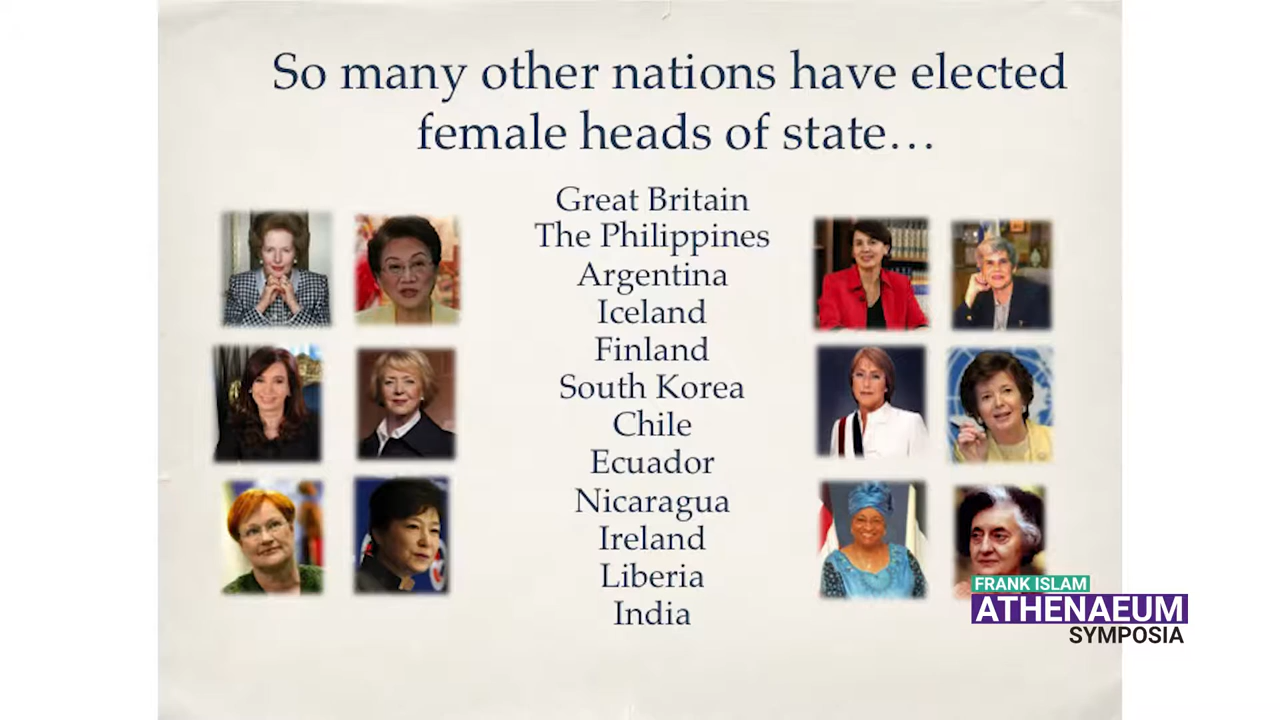 So many other nations have elected
female heads of state…
Great Britain
The Philippines
Argentina
Iceland
Finland
South Korea
Chile
Ecuador
Nicaragua
Ireland
Liberia
India
FRANK ISLAM
ATHENAEUM
SYMPOSIA